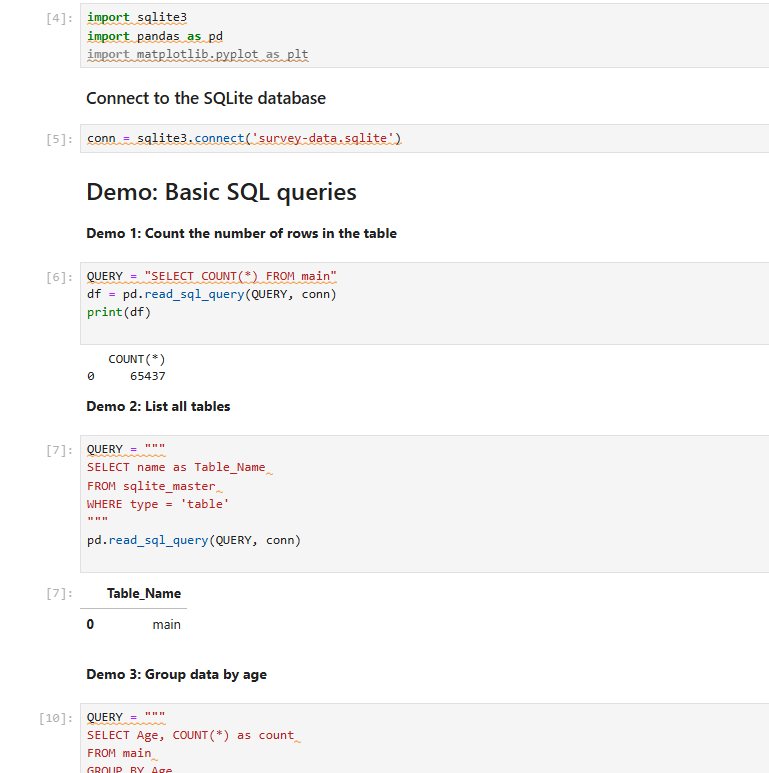 [4]: import sqlite3
import pandas as pd
import matplotlib.pyplot as plt
Connect to the SQLite database
[5]: conn = sqlite3.connect('survey-data.sqlite')
Demo: Basic SQL queries
Demo 1: Count the number of rows in the table
[6]: QUERY = "SELECT COUNT(*) FROM main"
df = pd.read_sql_query(QUERY, conn)
print(df)
COUNT(*)
0 65437
Demo 2: List all tables
[7]: QUERY = """
SELECT name as Table_Name
FROM sqlite_master
WHERE type = 'table'
"""
pd.read_sql_query(QUERY, conn)
[7]: Table_Name
0 main
Demo 3: Group data by age
[10]: QUERY = """
SELECT Age, COUNT(*) as count
FROM main
GROUP BY Age